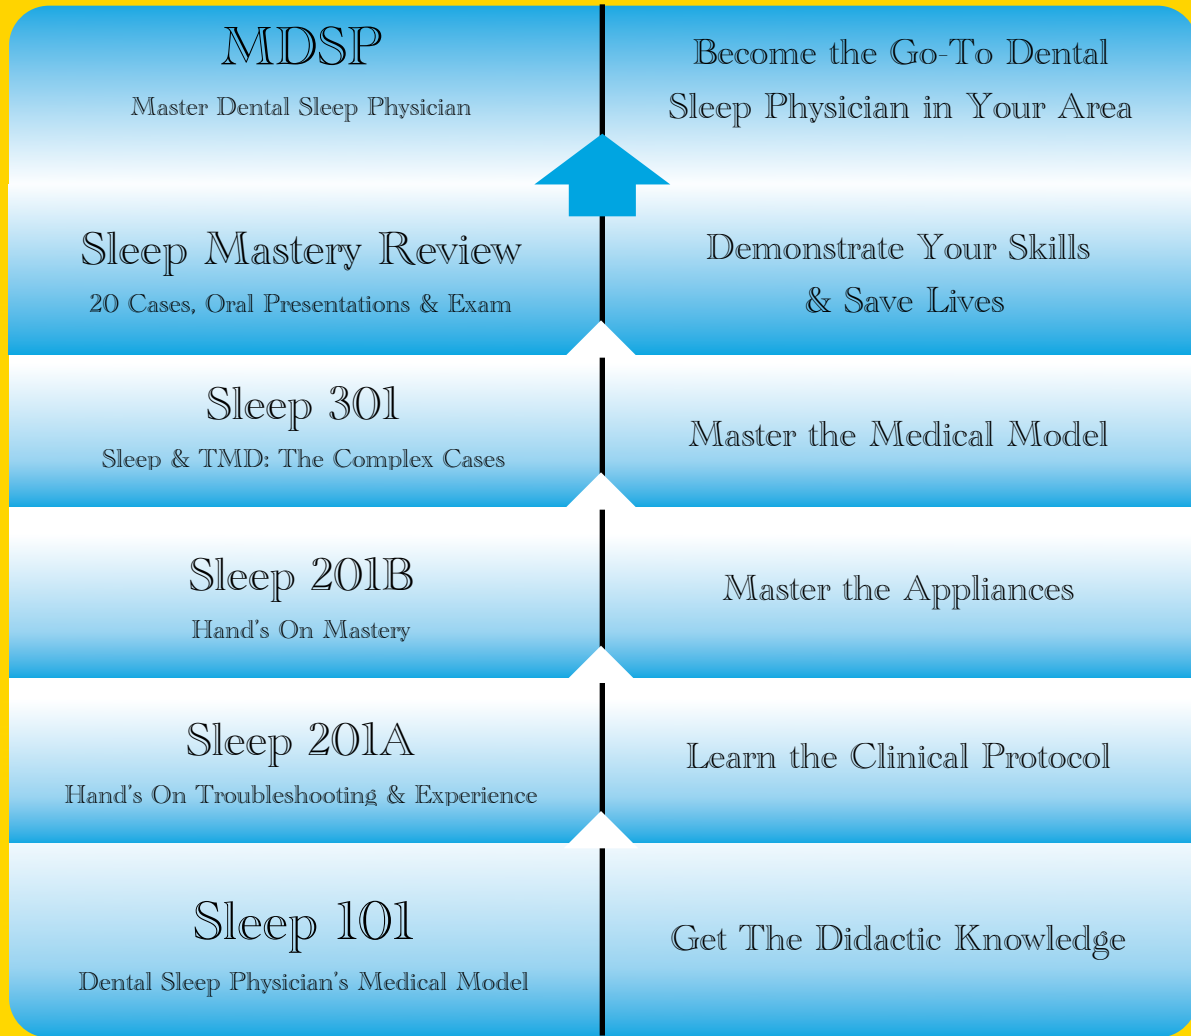 MDSP
Master Dental Sleep Physician
Become the Go-To Dental
Sleep Physician in Your Area
Sleep Mastery Review
20 Cases, Oral Presentations & Exam
Demonstrate Your Skills
& Save Lives
Sleep 301
Sleep & TMD: The Complex Cases
Master the Medical Model
Sleep 201B
Hand's On Mastery
Master the Appliances
Sleep 201A
Hand's On Troubleshooting & Experience
Learn the Clinical Protocol
Sleep 101
Dental Sleep Physician's Medical Model
Get The Didactic Knowledge